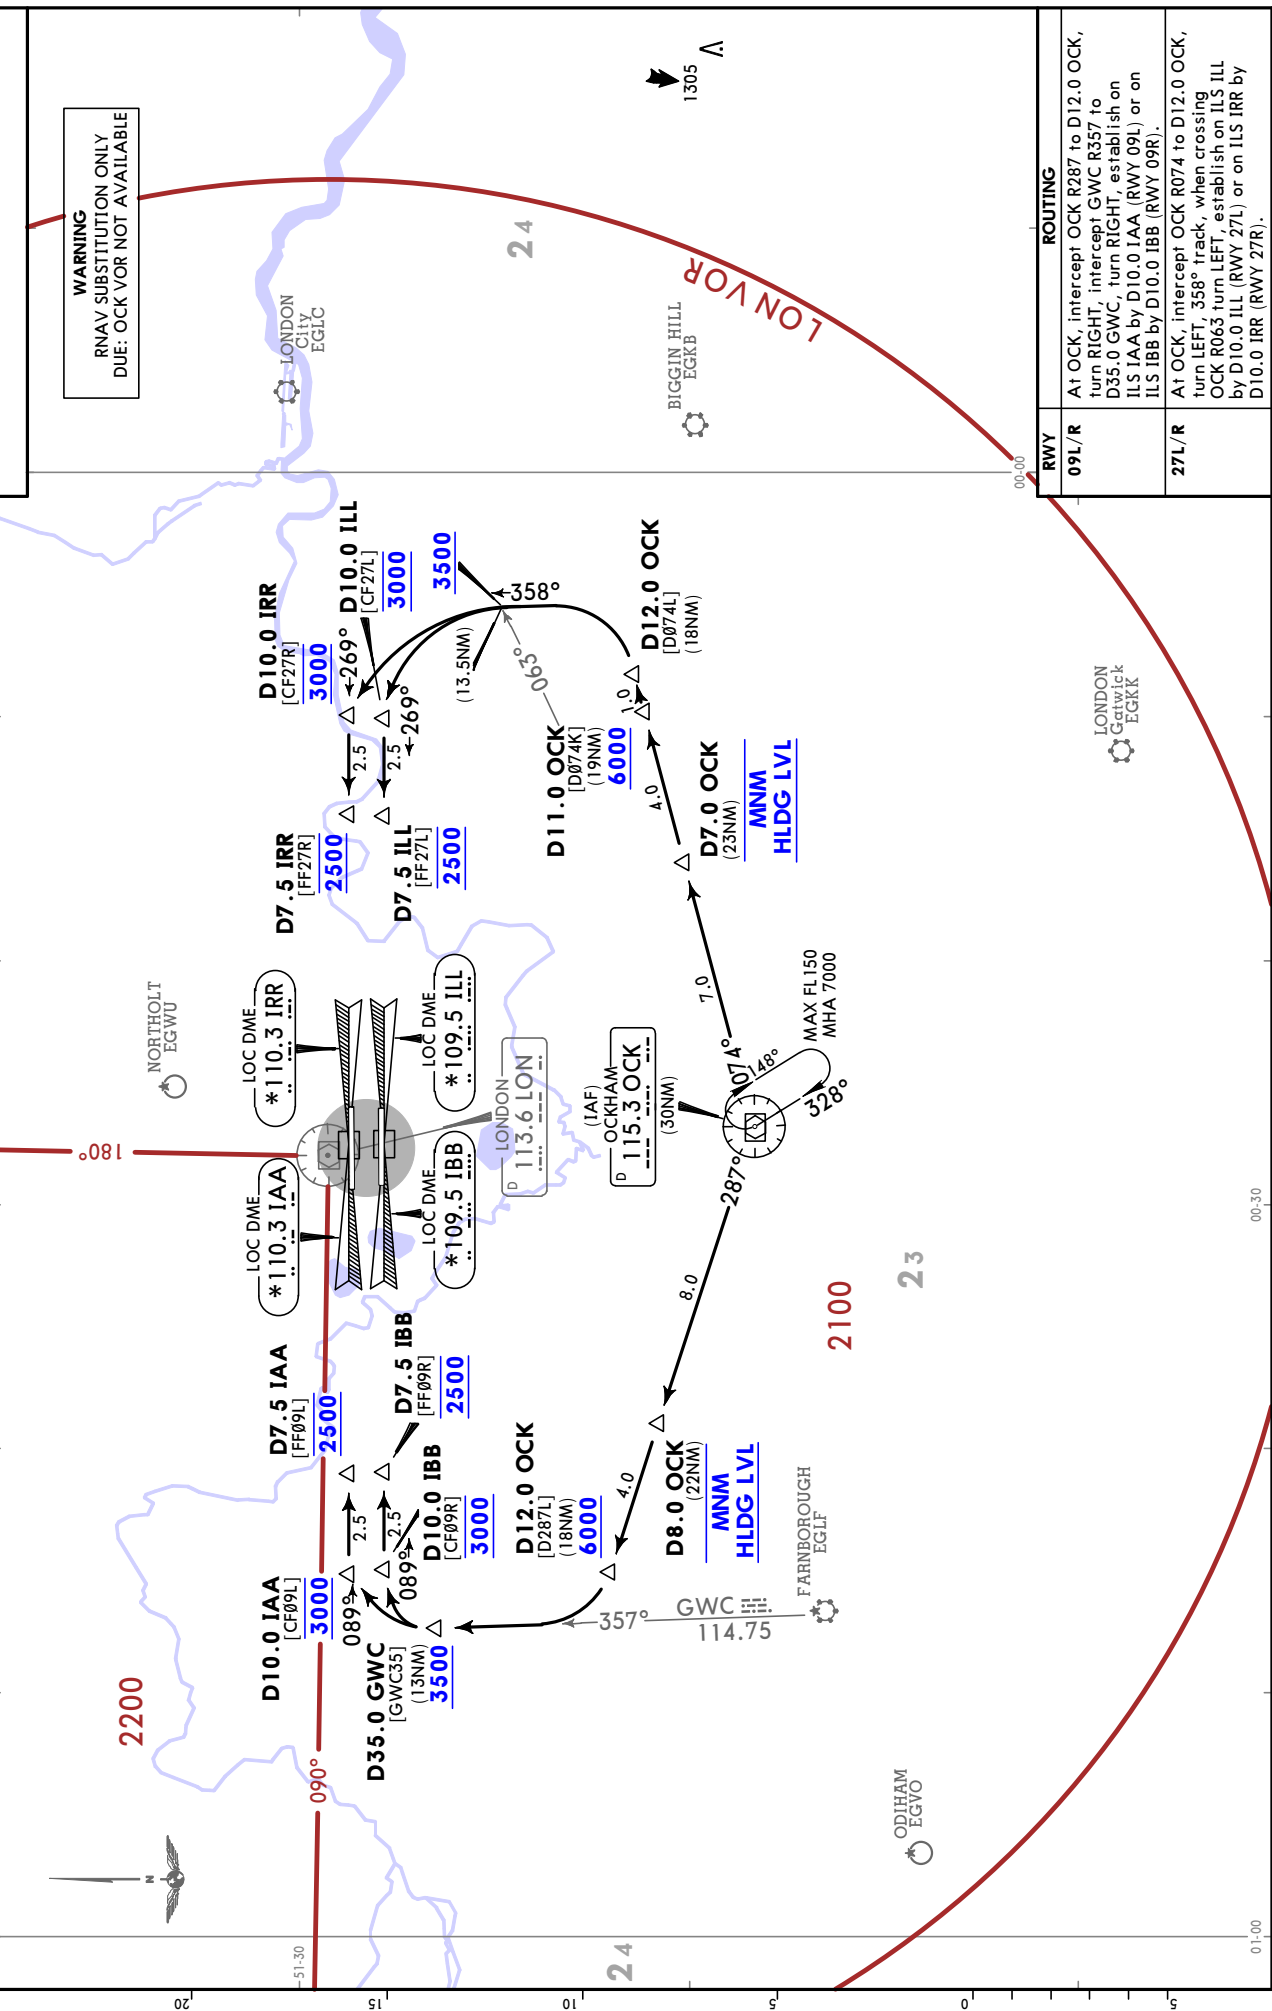 WARNING
RNAV SUBSTITUTION ONLY
DUE: OCK VOR NOT AVAILABLE
2200
D10.0 IAA
[CFØ9L]
3000
089°
D7.5 IAA
[FFØ9L]
2500
2.5
D35.0 GWC
[GWC35]
(13NM)
3500
D10.0 IBB
[CFØ9R]
3000
089°
2.5
D7.5 IBB
[FFØ9R]
2500
D12.0 OCK
[D287L]
(18NM)
6000
4.0
D8.0 OCK
(22NM)
MNM
HLDG LVL
8.0
287°
357°
GWC
114.75
FARNBOROUGH
EGLF
ODIHAM
EGVO
090°
180°
LOC DME
*110.3 IAA
LOC DME
*109.5 IBB
LOC DME
*110.3 IRR
LOC DME
*109.5 ILL
LONDON
D 113.6 LON
(IAF)
OCKHAM
D 115.3 OCK
(30NM)
NORTHOLT
EGWU
074°
148°
328°
MAX FL150
MHA 7000
7.0
D7.0 OCK
(23NM)
MNM
HLDG LVL
4.0
D11.0 OCK
[DØ74K]
(19NM)
6000
1.0
D12.0 OCK
[DØ74L]
(18NM)
063°
(13.5NM)
358°
3500
D7.5 IRR
[FF27R]
2500
2.5
D10.0 IRR
[CF27R]
3000
269°
D7.5 ILL
[FF27L]
2500
2.5
D10.0 ILL
[CF27L]
3000
269°
LONDON
City
EGLC
BIGGIN HILL
EGKB
LONDON
Gatwick
EGKK
LON VOR
1305
24
24
23
2100
51-30
01-00
00-30
00-00
20
15
10
5
0
5
N
RWY ROUTING
09L/R At OCK, intercept OCK R287 to D12.0 OCK,
turn RIGHT, intercept GWC R357 to
D35.0 GWC, turn RIGHT, establish on
ILS IAA by D10.0 IAA (RWY 09L) or on
ILS IBB by D10.0 IBB (RWY 09R).
27L/R At OCK, intercept OCK R074 to D12.0 OCK,
turn LEFT, 358° track, when crossing
OCK R063 turn LEFT, establish on ILS ILL
by D10.0 ILL (RWY 27L) or on ILS IRR by
D10.0 IRR (RWY 27R).